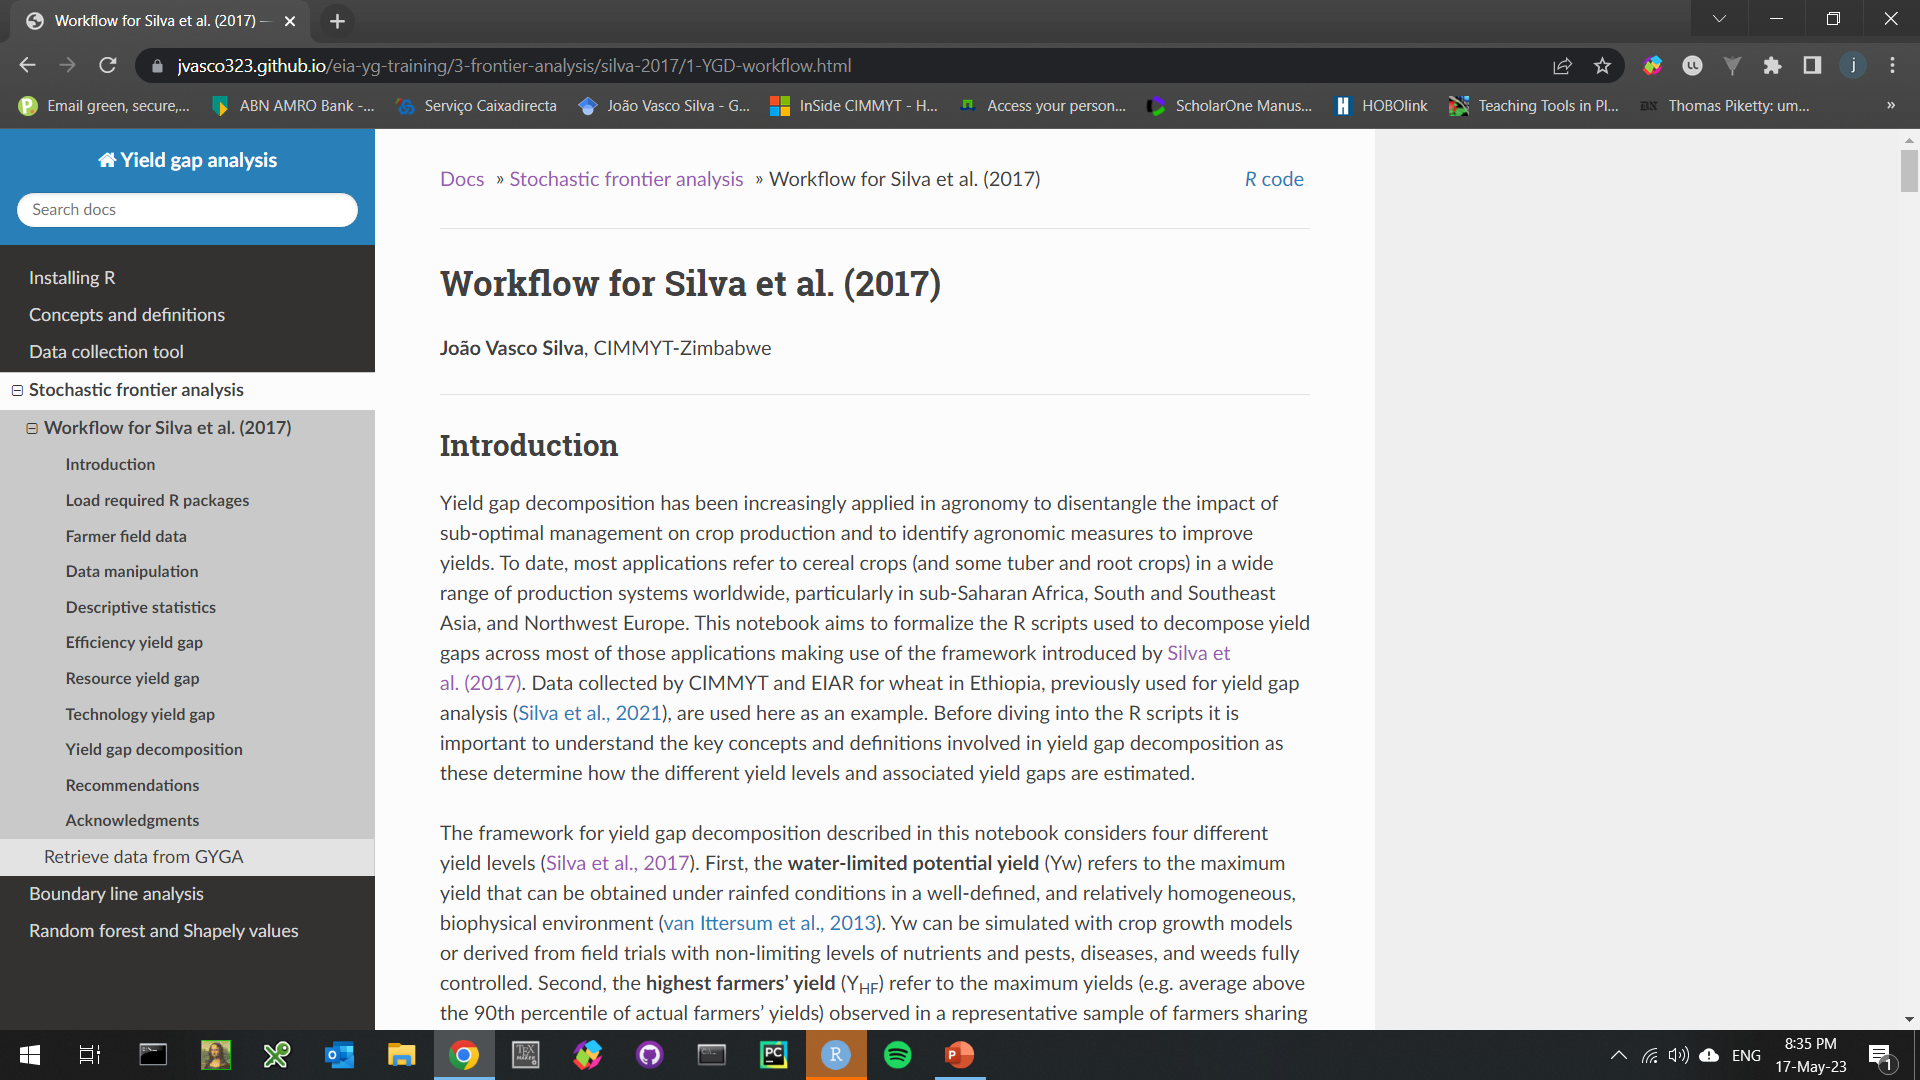 Workflow for Silva et al. (2017) —
jvasco323.github.io/eia-yg-training/3-frontier-analysis/silva-2017/1-YGD-workflow.html
j
Email green, secure,...
ABN AMRO Bank -...
Serviço Caixadirecta
João Vasco Silva - G...
InSide CIMMYT - H...
Access your person...
ScholarOne Manus...
HOBOlink
Teaching Tools in Pl...
Thomas Piketty: um...
»
Yield gap analysis
Search docs
Installing R
Concepts and definitions
Data collection tool
Stochastic frontier analysis
Workflow for Silva et al. (2017)
Introduction
Load required R packages
Farmer field data
Data manipulation
Descriptive statistics
Efficiency yield gap
Resource yield gap
Technology yield gap
Yield gap decomposition
Recommendations
Acknowledgments
Retrieve data from GYGA
Boundary line analysis
Random forest and Shapely values
Docs » Stochastic frontier analysis » Workflow for Silva et al. (2017)
R code
Workflow for Silva et al. (2017)
João Vasco Silva, CIMMYT-Zimbabwe
Introduction
Yield gap decomposition has been increasingly applied in agronomy to disentangle the impact of
sub-optimal management on crop production and to identify agronomic measures to improve
yields. To date, most applications refer to cereal crops (and some tuber and root crops) in a wide
range of production systems worldwide, particularly in sub-Saharan Africa, South and Southeast
Asia, and Northwest Europe. This notebook aims to formalize the R scripts used to decompose yield
gaps across most of those applications making use of the framework introduced by Silva et
al. (2017). Data collected by CIMMYT and EIAR for wheat in Ethiopia, previously used for yield gap
analysis (Silva et al., 2021), are used here as an example. Before diving into the R scripts it is
important to understand the key concepts and definitions involved in yield gap decomposition as
these determine how the different yield levels and associated yield gaps are estimated.
The framework for yield gap decomposition described in this notebook considers four different
yield levels (Silva et al., 2017). First, the water-limited potential yield (Yw) refers to the maximum
yield that can be obtained under rainfed conditions in a well-defined, and relatively homogeneous,
biophysical environment (van Ittersum et al., 2013). Yw can be simulated with crop growth models
or derived from field trials with non-limiting levels of nutrients and pests, diseases, and weeds fully
controlled. Second, the highest farmers’ yield (YHF) refer to the maximum yields (e.g. average above
the 90th percentile of actual farmers’ yields) observed in a representative sample of farmers sharing
PC
R
P
ENG
8:35 PM
17-May-23
1